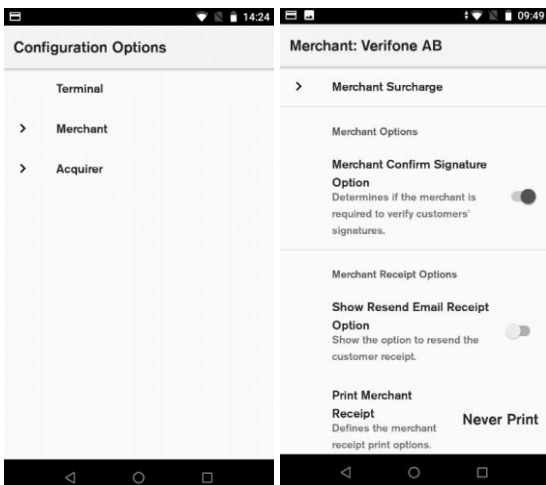 14:24
Configuration Options
Terminal
Merchant
Acquirer
09:49
Merchant: Verifone AB
Merchant Surcharge
Merchant Options
Merchant Confirm Signature
Option
Determines if the merchant is
required to verify customers'
signatures.
Merchant Receipt Options
Show Resend Email Receipt
Option
Show the option to resend the
customer receipt.
Print Merchant
Receipt
Never Print
Defines the merchant
receipt print options.